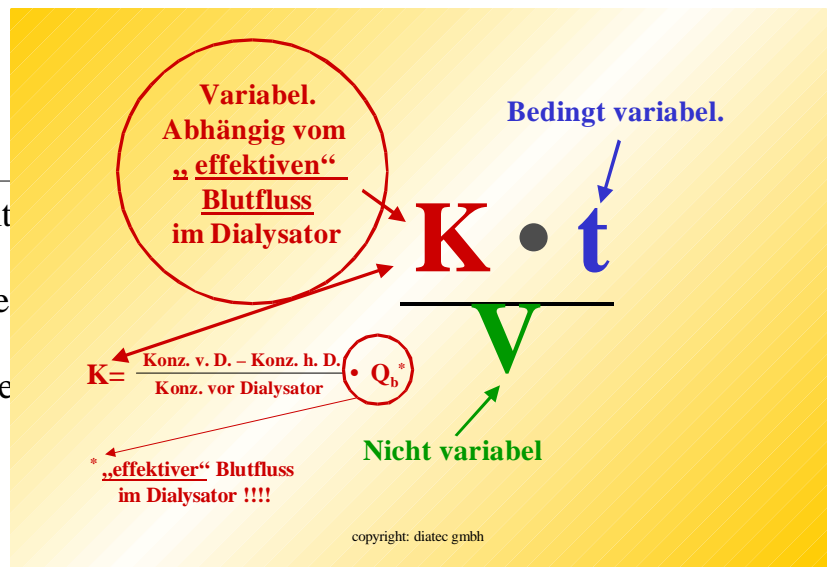 Variabel.
Abhängig vom
„ effektiven“
Blutfluss
im Dialysator
Bedingt variabel.
K • t
V
K= Konz. v. D. – Konz. h. D. • Qb*
Konz. vor Dialysator
Nicht variabel
* „effektiver“ Blutfluss
im Dialysator !!!!
copyright: diatec gmbh